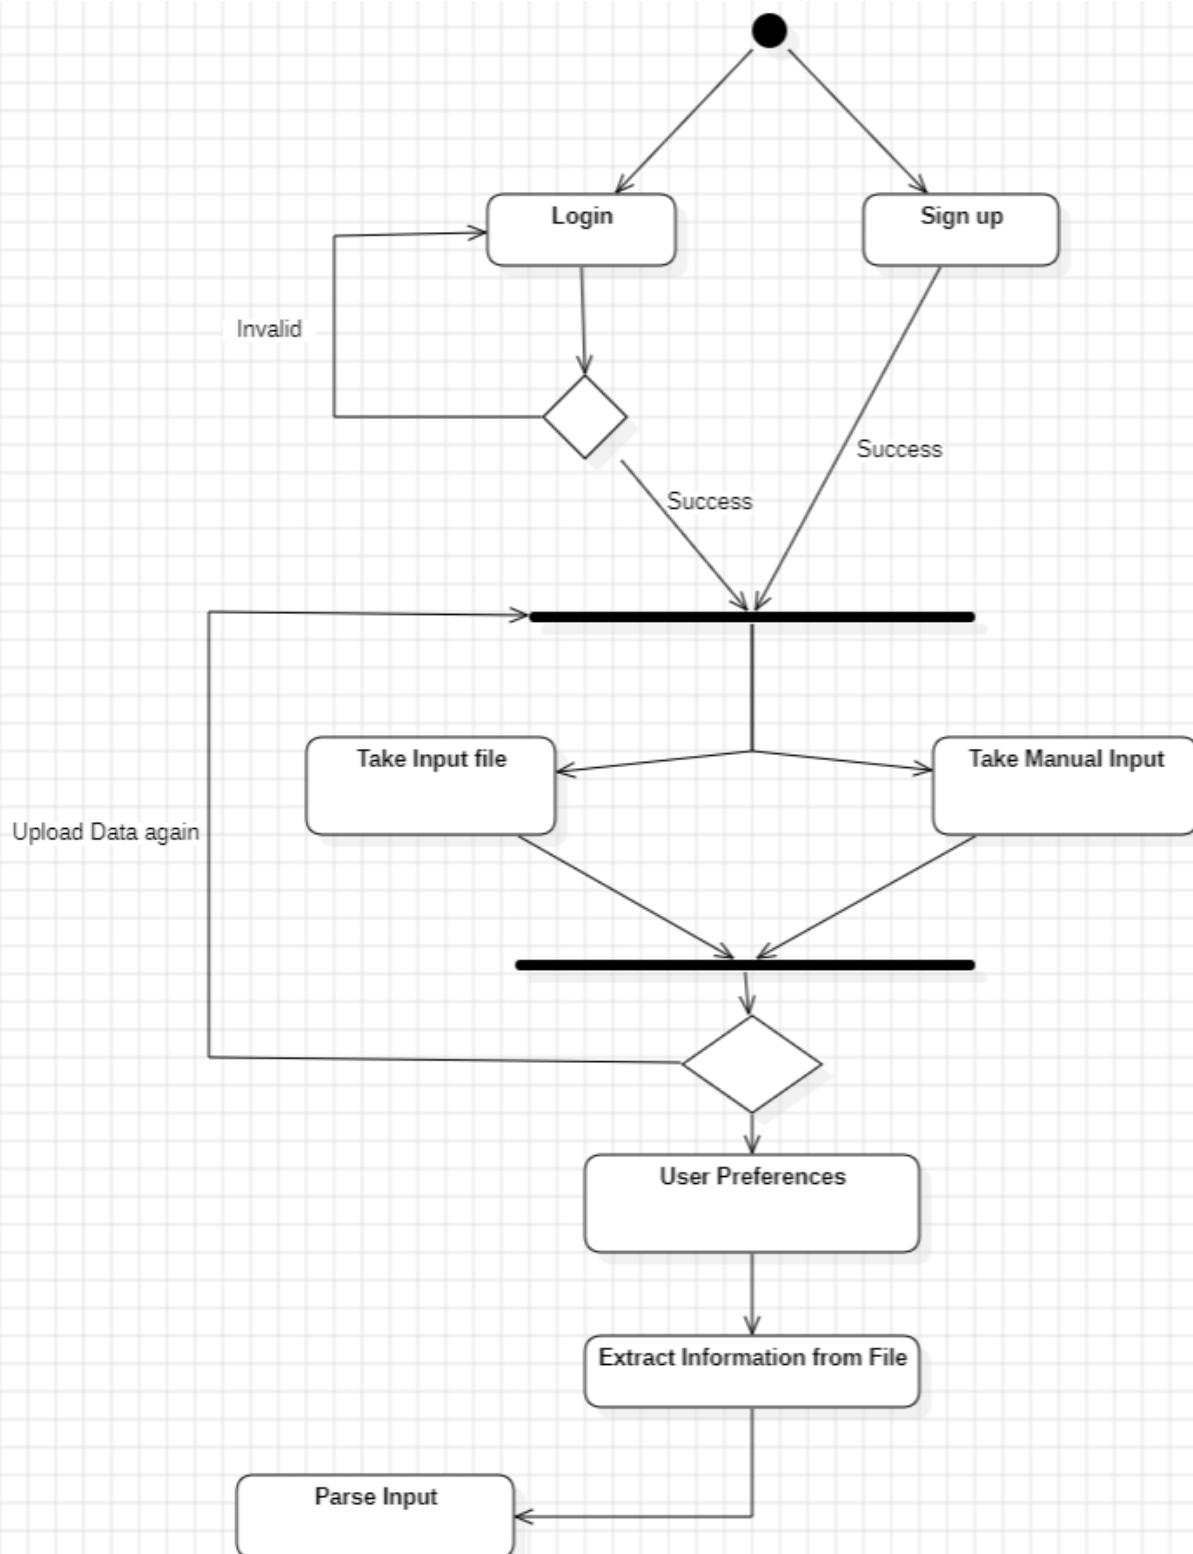 Login
Sign up
Invalid
Success
Success
Take Input file
Take Manual Input
Upload Data again
User Preferences
Extract Information from File
Parse Input